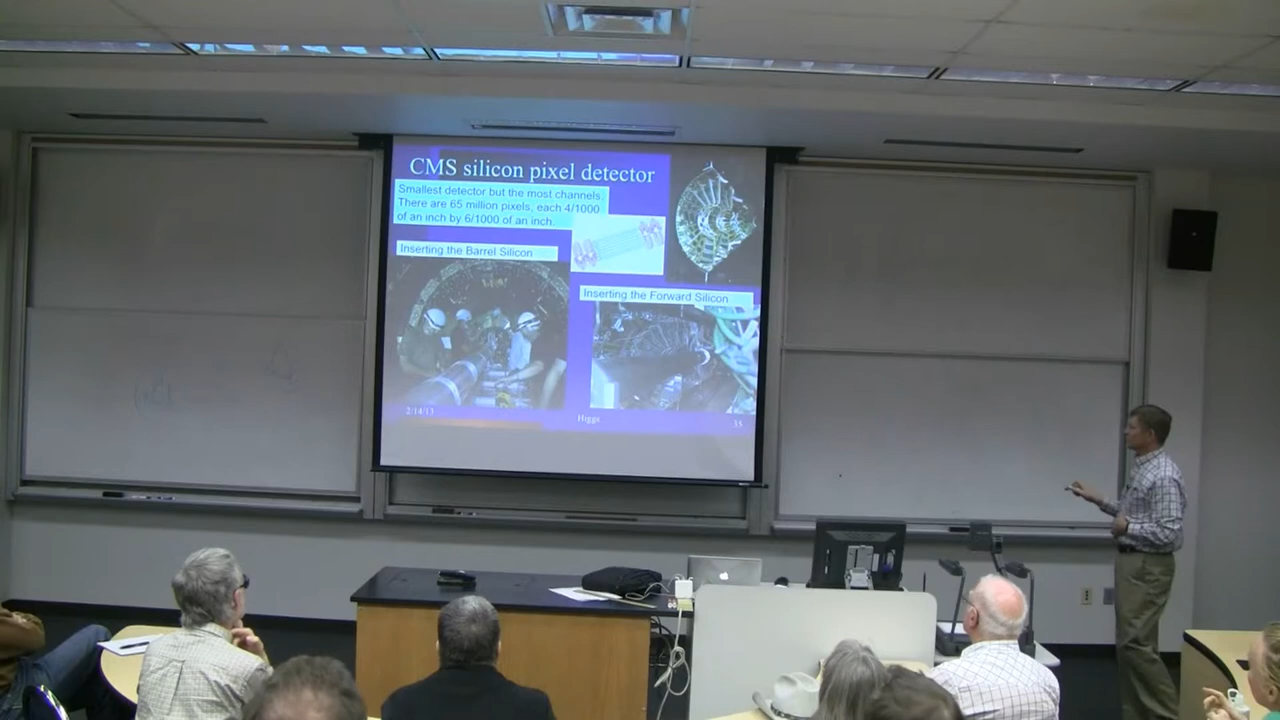 CMS silicon pixel detector
Smallest detector but the most channels.
There are 65 million pixels, each 4/1000
of an inch by 6/1000 of an inch.
Inserting the Barrel Silicon
Inserting the Forward Silicon
2/14/13
Higgs
35